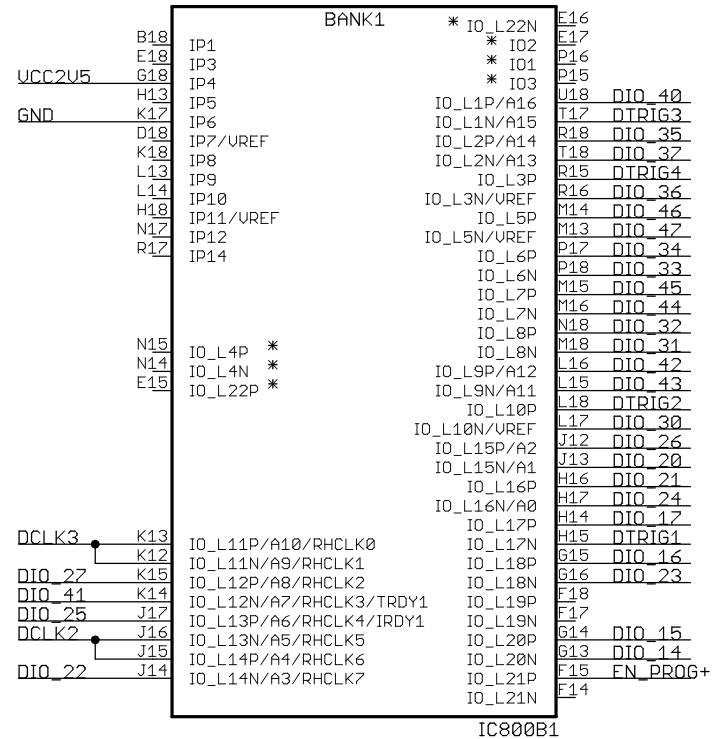 BANK1 * IO_L22N E16
B18 IP1 * IO2 E17
E18 IP3 * IO1 P16
VCC2V5 G18 IP4 * IO3 P15
H13 IP5 IO_L1P/A16 U18 DIO_40
GND K17 IP6 IO_L1N/A15 T17 DTRIG3
D18 IP7/VREF IO_L2P/A14 R18 DIO_35
K18 IP8 IO_L2N/A13 T18 DIO_37
L13 IP9 IO_L3P R15 DTRIG4
L14 IP10 IO_L3N/VREF R16 DIO_36
H18 IP11/VREF IO_L5P M14 DIO_46
N17 IP12 IO_L5N/VREF M13 DIO_47
R17 IP14 IO_L6P P17 DIO_34
IO_L6N P18 DIO_33
IO_L7P M15 DIO_45
IO_L7N M16 DIO_44
IO_L8P N18 DIO_32
N15 IO_L4P * IO_L8N M18 DIO_31
N14 IO_L4N * IO_L9P/A12 L16 DIO_42
E15 IO_L22P * IO_L9N/A11 L15 DIO_43
IO_L10P L18 DTRIG2
IO_L10N/VREF L17 DIO_30
IO_L15P/A2 J12 DIO_26
IO_L15N/A1 J13 DIO_20
IO_L16P H16 DIO_21
IO_L16N/A0 H17 DIO_24
IO_L17P H14 DIO_17
DCLK3 K13 IO_L11P/A10/RHCLK0 IO_L17N H15 DTRIG1
K12 IO_L11N/A9/RHCLK1 IO_L18P G15 DIO_16
DIO_27 K15 IO_L12P/A8/RHCLK2 IO_L18N G16 DIO_23
DIO_41 K14 IO_L12N/A7/RHCLK3/TRDY1 IO_L19P F18
DIO_25 J17 IO_L13P/A6/RHCLK4/IRDY1 IO_L19N F17
DCLK2 J16 IO_L13N/A5/RHCLK5 IO_L20P G14 DIO_15
J15 IO_L14P/A4/RHCLK6 IO_L20N G13 DIO_14
DIO_22 J14 IO_L14N/A3/RHCLK7 IO_L21P F15 EN_PROG+
IO_L21N F14
IC800B1